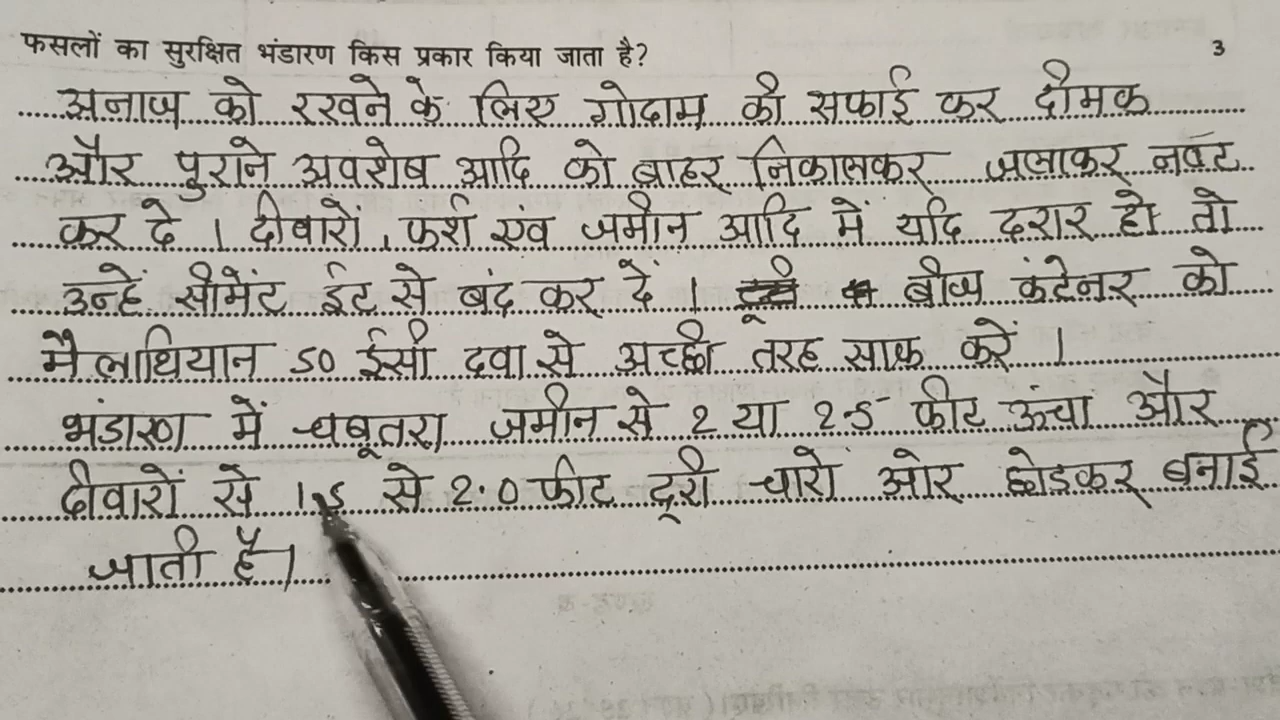 फसलों का सुरक्षित भंडारण किस प्रकार किया जाता है? 3
अनाज को रखने के लिए गोदाम की सफाई कर दीमक
और पुराने अवशेष आदि को बाहर निकालकर जलाकर नष्ट
कर दे । दीवारो, फर्श एव जमीन आदि में यदि दरार हो तो
उन्हें सीमेंट ईट से बंद कर दें । बीज कंटेनर को
मैलाथियान 50 ईसी दवा से अच्छी तरह साफ करें ।
भंडारण में चबूतरा जमीन से 2 या 2.5 फीट ऊंचा और
दीवारों से 1.5 से 2.0 फीट दूरी चारों ओर छोडकर बनाई
जाती है।